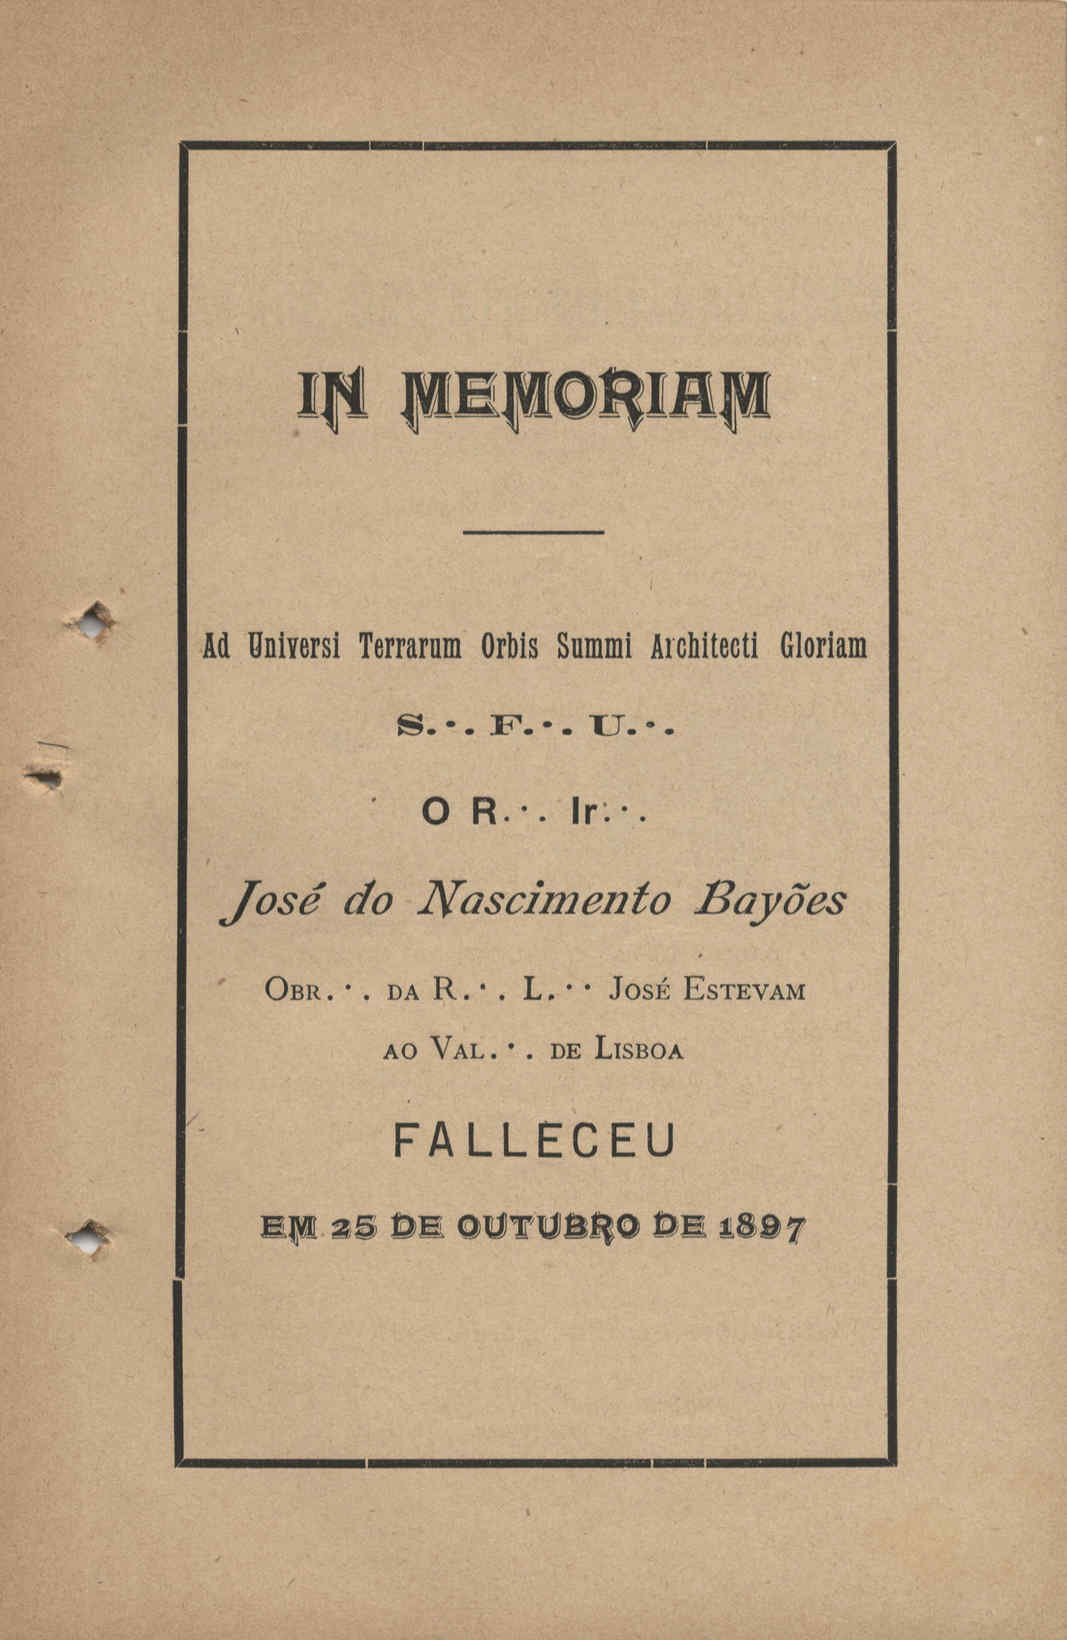 IN MEMORIAM
Ad Universi Terrarum Orbis Summi Architecti Gloriam
S.·. F.·. U.·.
O R.·. Ir.·.
José do Nascimento Bayões
OBR.·. DA R.·. L.·· JOSÉ ESTEVAM
AO VAL.·. DE LISBOA
FALLECEU
EM 25 DE OUTUBRO DE 1897